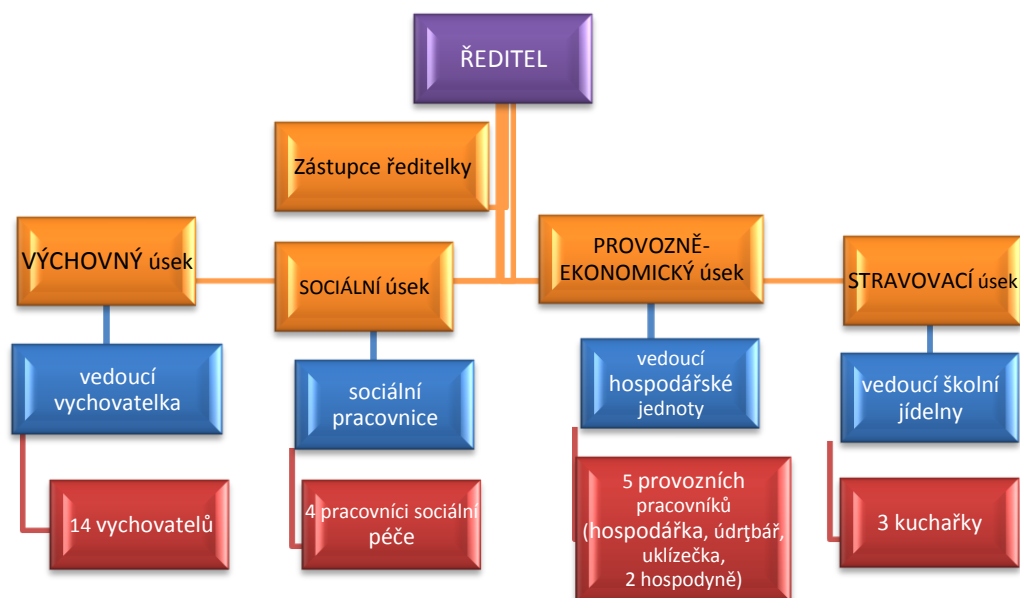 ŘEDITEL
Zástupce ředitelky
VÝCHOVNÝ úsek
SOCIÁLNÍ úsek
PROVOZNĚ-
EKONOMICKÝ úsek
STRAVOVACÍ úsek
vedoucí
vychovatelka
sociální
pracovnice
vedoucí
hospodářské
jednoty
vedoucí školní
jídelny
14 vychovatelů
4 pracovníci sociální
péče
5 provozních
pracovníků
(hospodářka, údrţbář,
uklízečka,
2 hospodyně)
3 kuchařky